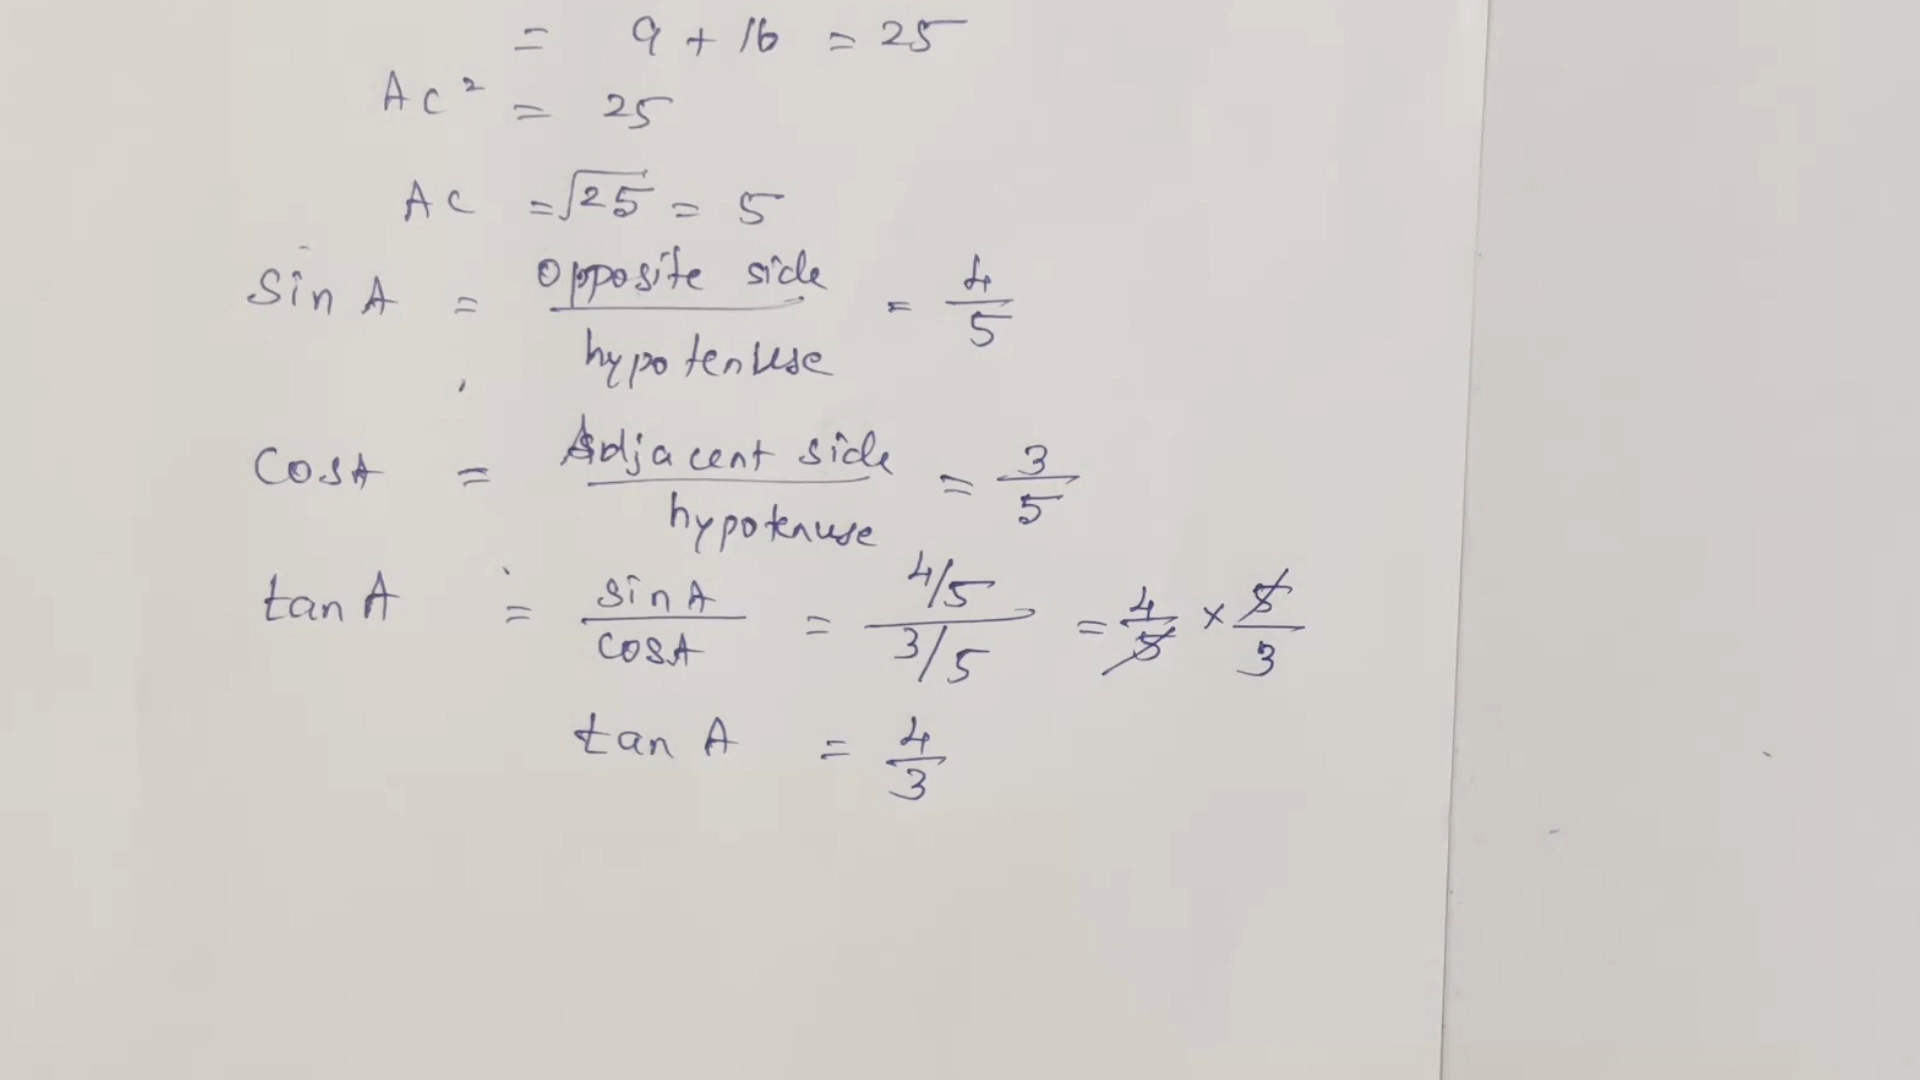 = 9 + 16 = 25
AC² = 25
AC = √25 = 5
Sin A = opposite side / hypotenuse = 4/5
COSA = Adjacent side / hypotenuse = 3/5
tan A = sin A / COSA = 4/5 / 3/5 = 4/5 × 5/3
tan A = 4/3